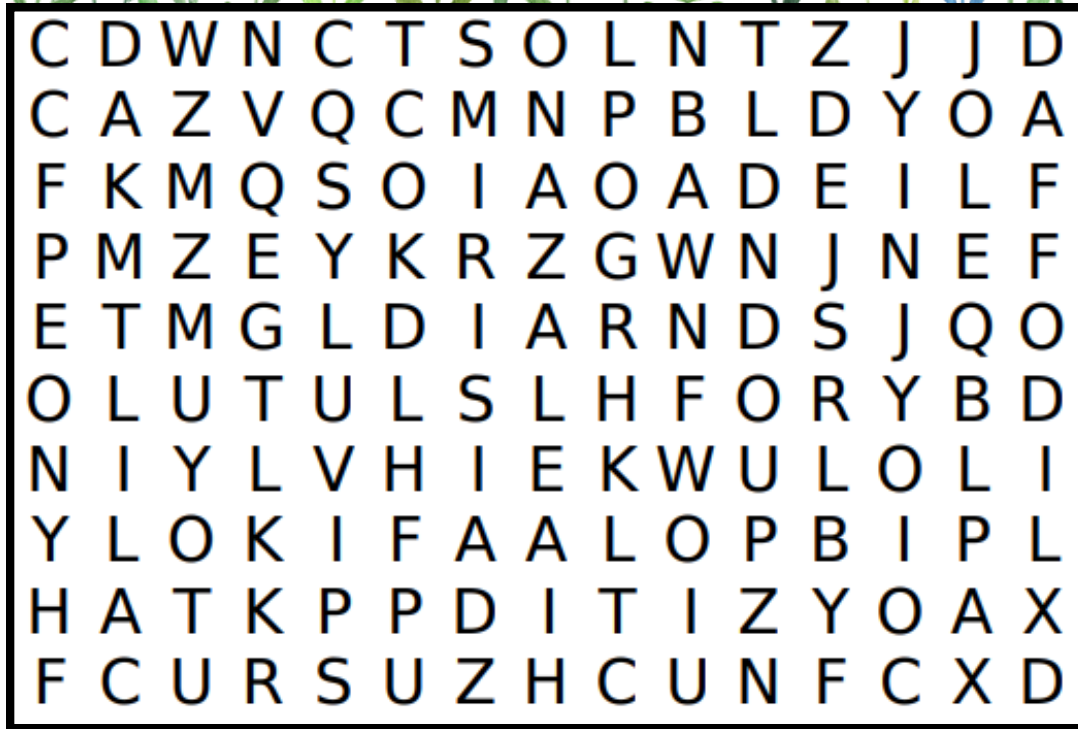 C D W N C T S O L N T Z J J D
C A Z V Q C M N P B L D Y O A
F K M Q S O I A O A D E I L F
P M Z E Y K R Z G W N J N E F
E T M G L D I A R N D S J Q O
O L U T U L S L H F O R Y B D
N I Y L V H I E K W U L O L I
Y L O K I F A A L O P B I P L
H A T K P P D I T I Z Y O A X
F C U R S U Z H C U N F C X D